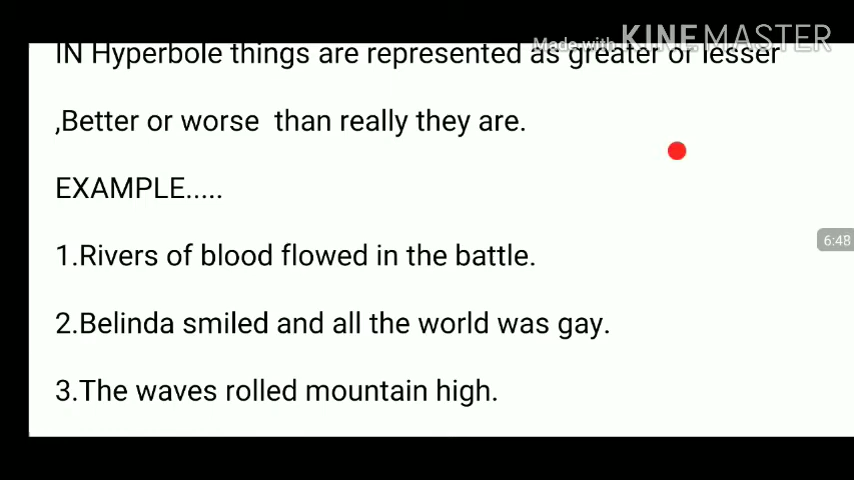 Made with KINEMASTER
IN Hyperbole things are represented as greater or lesser
,Better or worse than really they are.
EXAMPLE.....
6:48
1.Rivers of blood flowed in the battle.
2.Belinda smiled and all the world was gay.
3.The waves rolled mountain high.